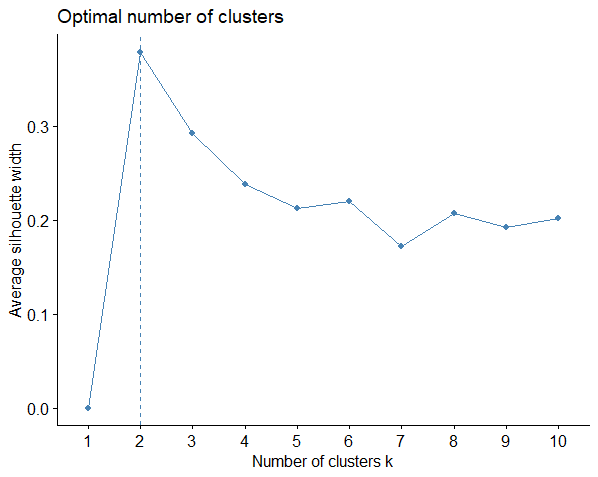 Optimal number of clusters
Average silhouette width
0.3
0.2
0.1
0.0
1 2 3 4 5 6 7 8 9 10
Number of clusters k